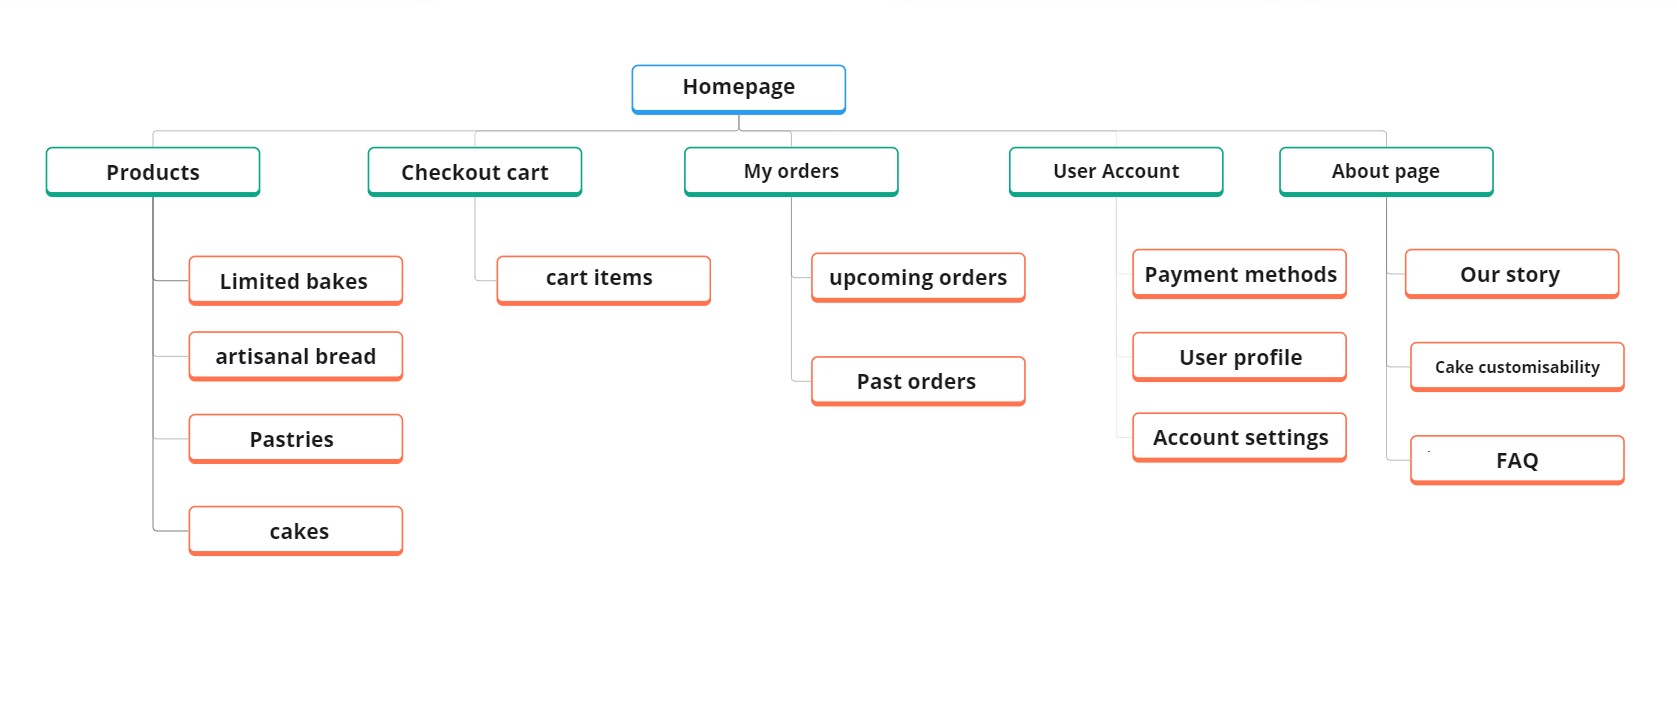 Homepage
Products
Checkout cart
My orders
User Account
About page
Limited bakes
artisanal bread
Pastries
cakes
cart items
upcoming orders
Past orders
Payment methods
User profile
Account settings
Our story
Cake customisability
FAQ